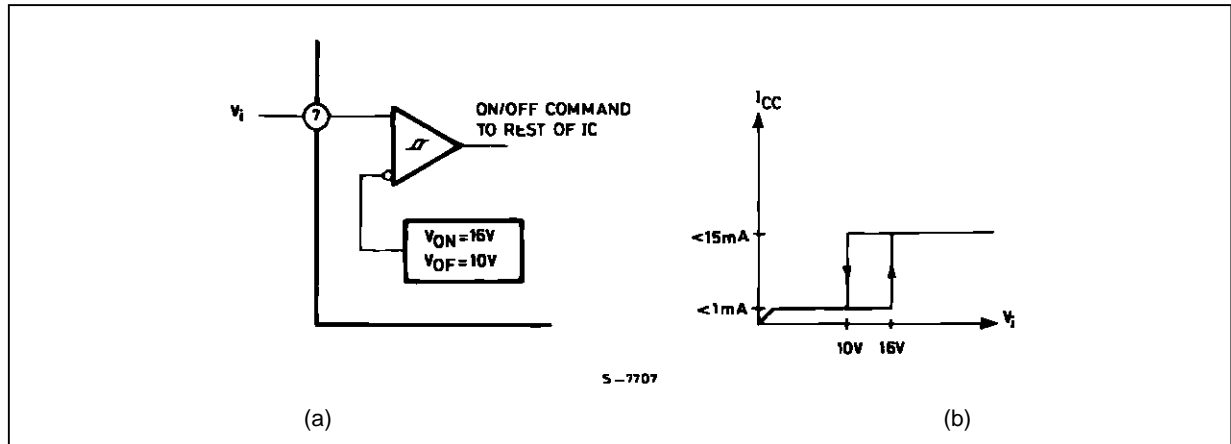 Vi
7
ON/OFF COMMAND
TO REST OF IC
VON=16V
VOF=10V
ICC
<15mA
<1mA
10V
16V
Vi
S-7707
(a)
(b)